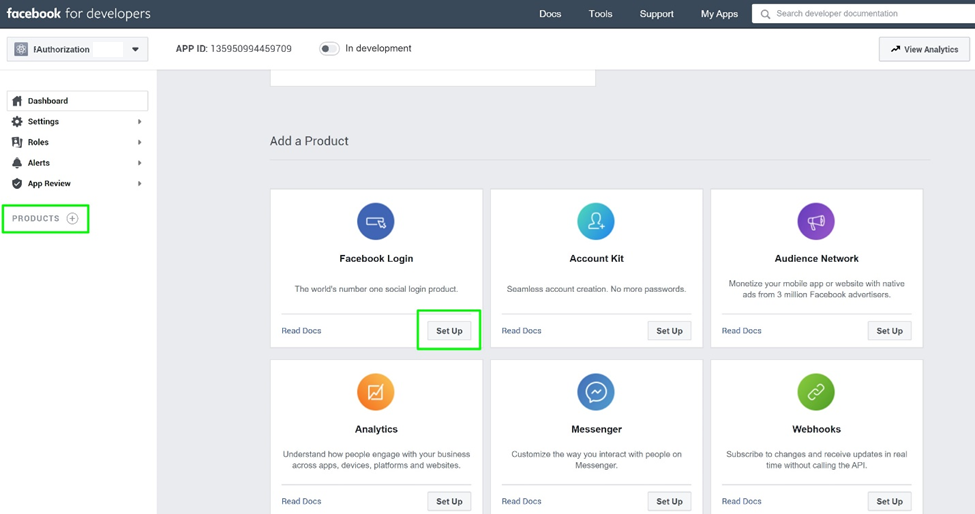 facebook for developers
Docs Tools Support My Apps Search developer documentation
!Authorization
APP ID: 135950994459709 In development
View Analytics
Dashboard
Settings
Roles
Alerts
App Review
PRODUCTS
Add a Product
Facebook Login
The world's number one social login product.
Read Docs Set Up
Account Kit
Seamless account creation. No more passwords.
Read Docs Set Up
Audience Network
Monetize your mobile app or website with native
ads from 3 million Facebook advertisers.
Read Docs Set Up
Analytics
Understand how people engage with your business
across apps, devices, platforms and websites.
Read Docs Set Up
Messenger
Customize the way you interact with people on
Messenger.
Read Docs Set Up
Webhooks
Subscribe to changes and receive updates in real
time without calling the API.
Read Docs Set Up